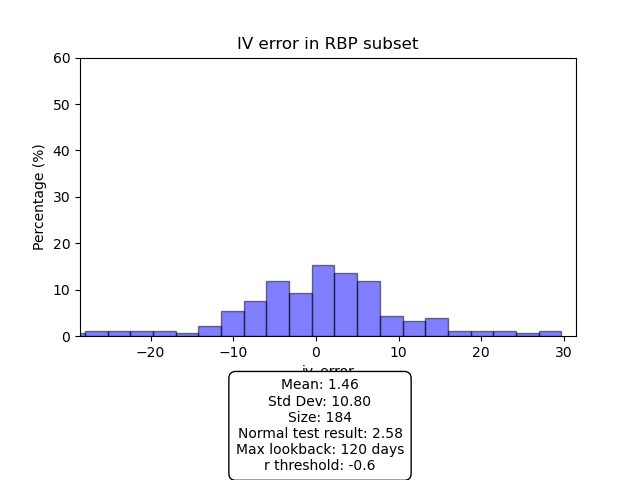 IV error in RBP subset
60
50
40
30
20
10
0
Percentage (%)
−20
−10
0
10
20
30
iv_error
Mean: 1.46
Std Dev: 10.80
Size: 184
Normal test result: 2.58
Max lookback: 120 days
r threshold: -0.6